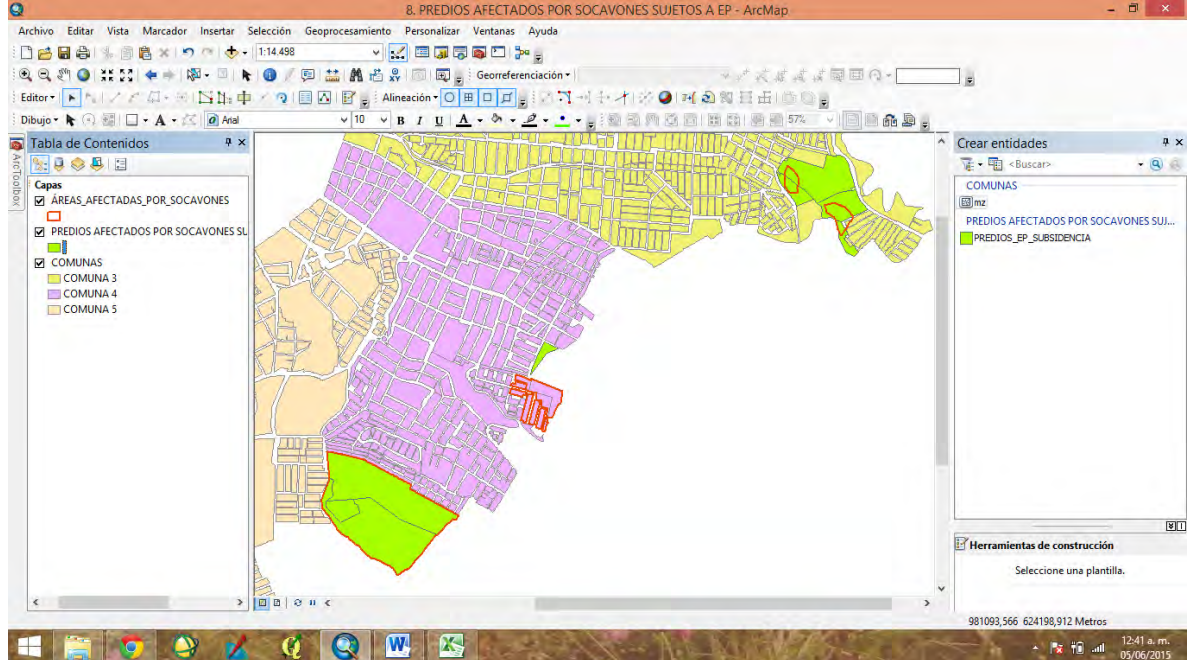 8. PREDIOS AFECTADOS POR SOCAVONES SUJETOS A EP - ArcMap
Archivo Editar Vista Marcador Insertar Selección Geoprocesamiento Personalizar Ventanas Ayuda
1:14.498
Georreferenciación
Editor Alineación
57%
Dibujo A Arial 10 B I U A
Tabla de Contenidos
ArcToolbox
Capas
ÁREAS_AFECTADAS_POR_SOCAVONES
PREDIOS AFECTADOS POR SOCAVONES SU
COMUNAS
COMUNA 3
COMUNA 4
COMUNA 5
Crear entidades
<Buscar>
COMUNAS
mz
PREDIOS AFECTADOS POR SOCAVONES SUJ...
PREDIOS_EP_SUBSIDENCIA
Herramientas de construcción
Seleccione una plantilla.
981093,566 624198,912 Metros
12:41 a. m.
05/06/2015